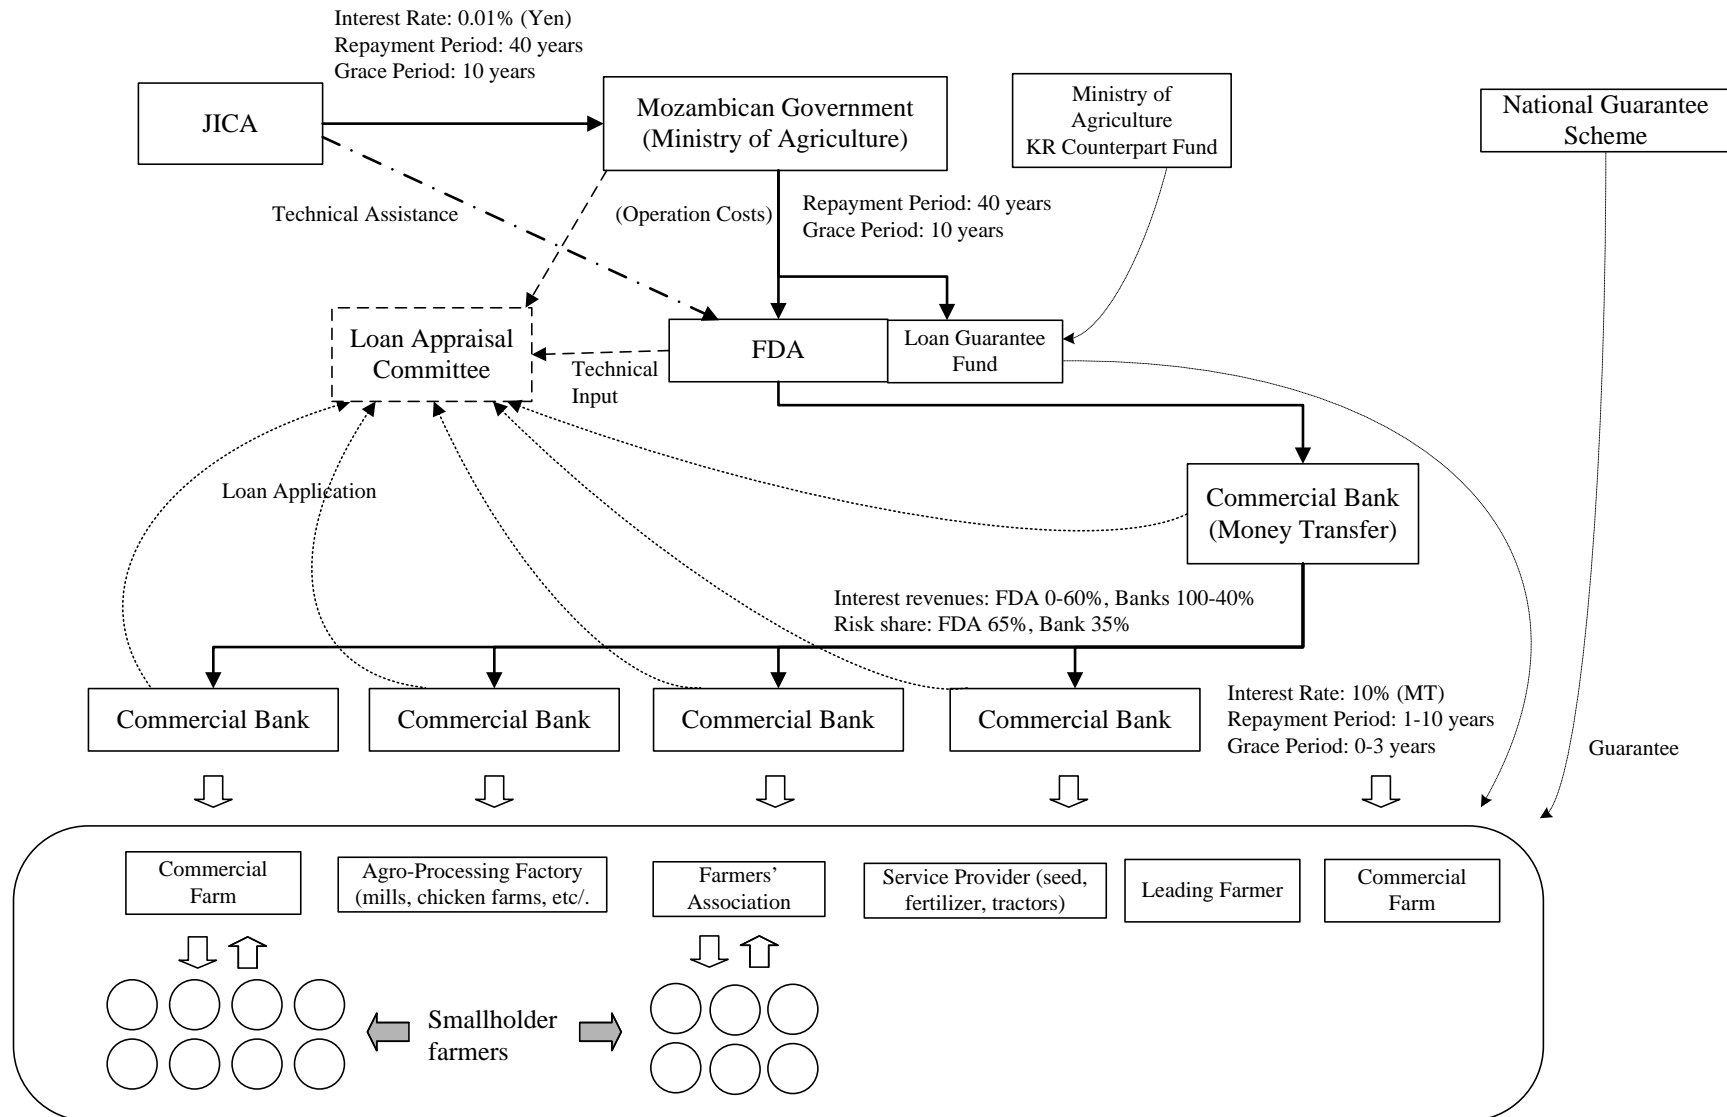 Interest Rate: 0.01% (Yen)
Repayment Period: 40 years
Grace Period: 10 years
JICA
Mozambican Government
(Ministry of Agriculture)
Ministry of
Agriculture
KR Counterpart Fund
National Guarantee
Scheme
Technical Assistance
(Operation Costs)
Repayment Period: 40 years
Grace Period: 10 years
Loan Appraisal
Committee
Technical
Input
FDA
Loan Guarantee
Fund
Loan Application
Commercial Bank
(Money Transfer)
Interest revenues: FDA 0-60%, Banks 100-40%
Risk share: FDA 65%, Bank 35%
Commercial Bank
Commercial Bank
Commercial Bank
Commercial Bank
Interest Rate: 10% (MT)
Repayment Period: 1-10 years
Grace Period: 0-3 years
Guarantee
Commercial
Farm
Agro-Processing Factory
(mills, chicken farms, etc/.
Farmers’
Association
Service Provider (seed,
fertilizer, tractors)
Leading Farmer
Commercial
Farm
Smallholder
farmers